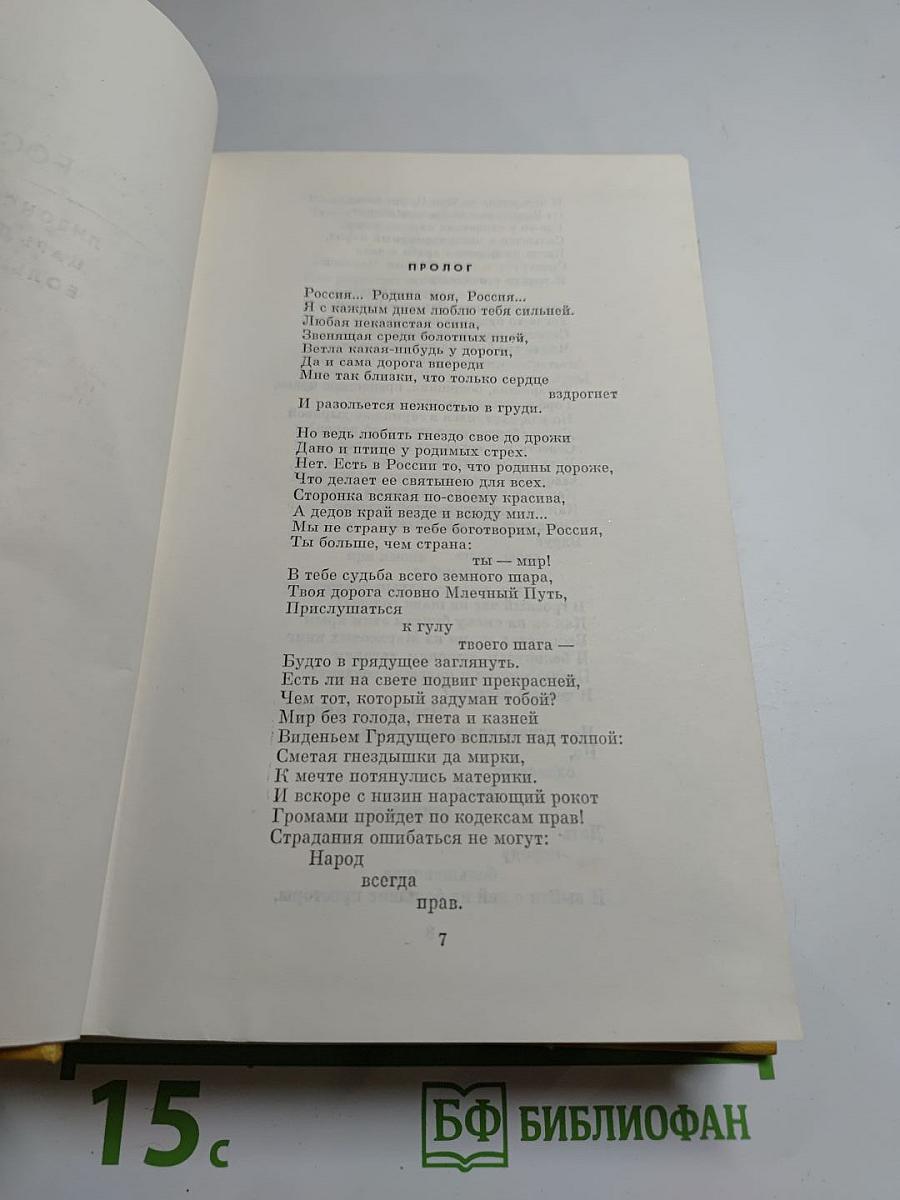 ПРОЛОГ
Россия... Родина моя, Россия...
Я с каждым днем люблю тебя сильней.
Любая неказистая осина,
Звенящая среди болотных пней,
Ветла какая-нибудь у дороги,
Да и сама дорога впереди
Мне так близки, что только сердце
вздрогнет
И разольется нежностью в груди.
Но ведь любить гнездо свое до дрожи
Дано и птице у родимых стрех.
Нет. Есть в России то, что родины дороже,
Что делает ее святынею для всех.
Сторонка всякая по-своему красива,
А дедов край везде и всюду мил...
Мы не страну в тебе боготворим, Россия,
Ты больше, чем страна:
ты — мир!
В тебе судьба всего земного шара,
Твоя дорога словно Млечный Путь,
Прислушаться
к гулу
твоего шага —
Будто в грядущее заглянуть.
Есть ли на свете подвиг прекрасней,
Чем тот, который задуман тобой?
Мир без голода, гнета и казней
Виденьем Грядущего всплыл над толпой:
Сметая гнездышки да мирки,
К мечте потянулись материки.
И вскоре с низин нарастающий рокот
Громами пройдет по кодексам прав!
Страдания ошибаться не могут:
Народ
всегда
прав.
7
15 с
БФ БИБЛИОФАН